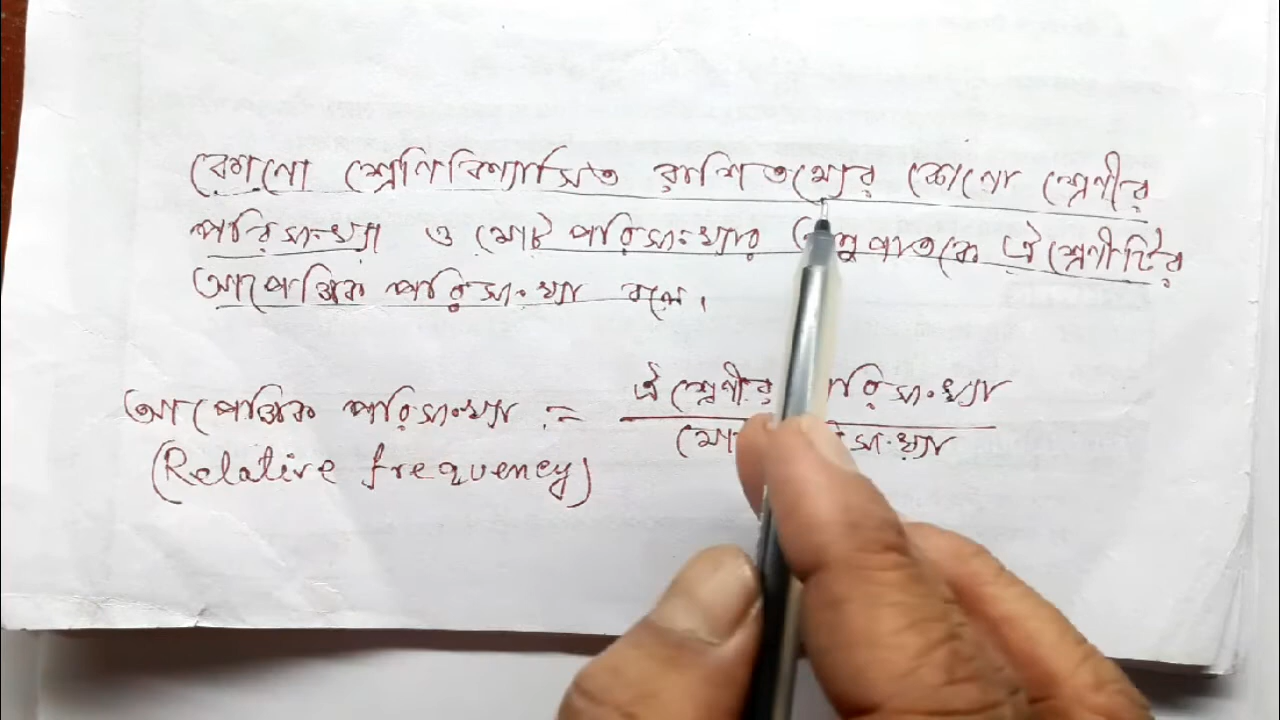 কোনো শ্রেণিবিন্যাসিত রাশিতথ্যের কোনো শ্রেণীর
পরিসংখ্যা ও মোট পরিসংখ্যার অনুপাতকে ঐ শ্রেণীটির
আপেক্ষিক পরিসংখ্যা বলে।
আপেক্ষিক পরিসংখ্যা = ঐ শ্রেণীর পরিসংখ্যা
মোট পরিসংখ্যা
(Relative frequency)